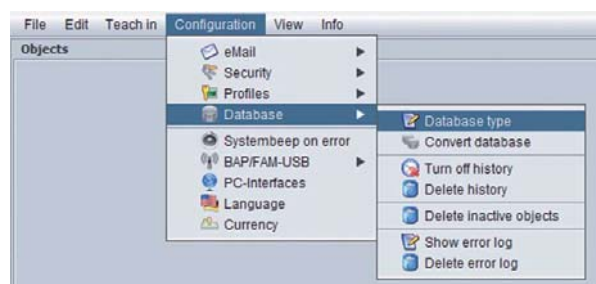 File Edit Teach in Configuration View Info
Objects
eMail
Security
Profiles
Database
Systembeep on error
BAP/FAM-USB
PC-Interfaces
Language
Currency
Database type
Convert database
Turn off history
Delete history
Delete inactive objects
Show error log
Delete error log